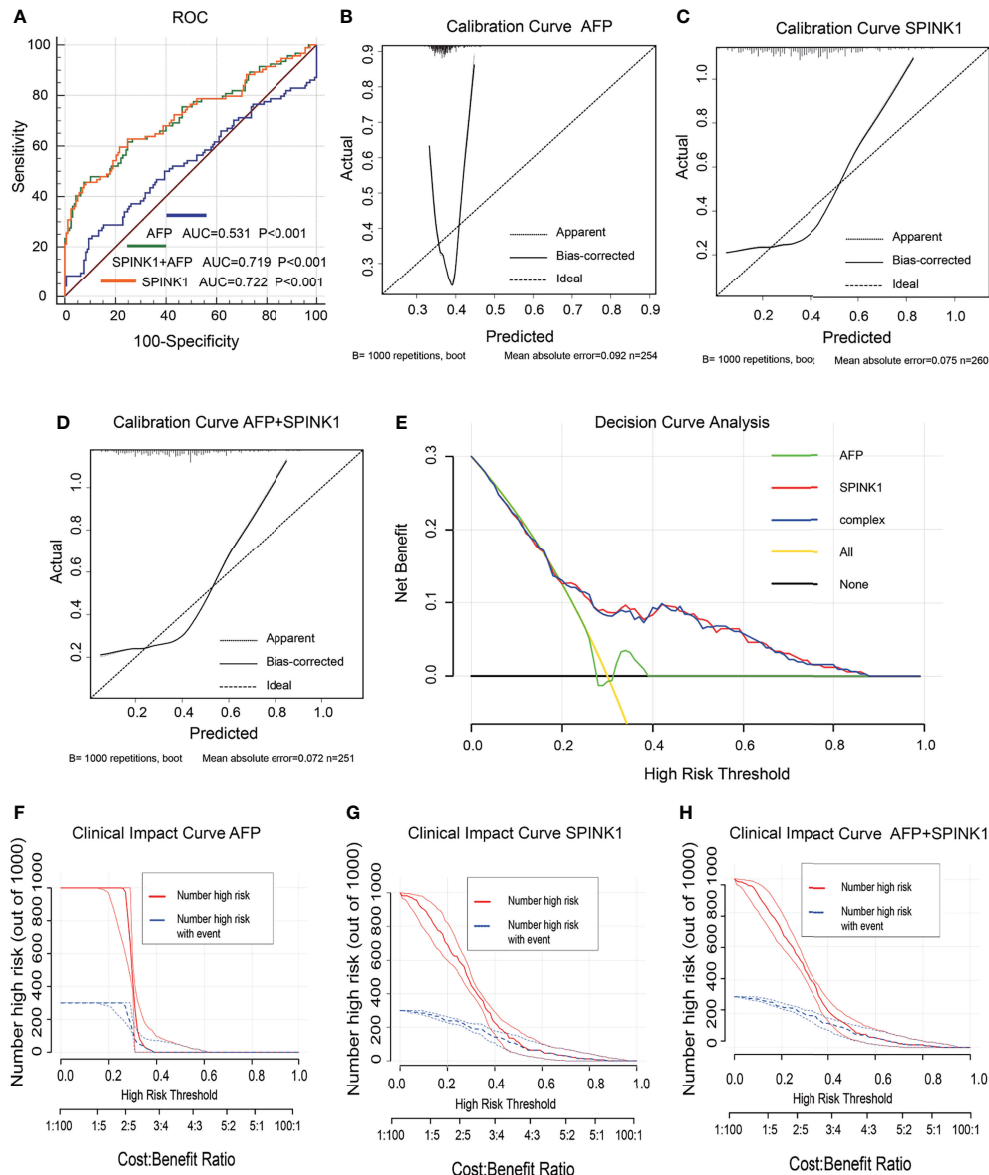 A
ROC
Sensitivity
100
80
60
40
20
0
AFP AUC=0.531 P<0.001
SPINK1+AFP AUC=0.719 P<0.001
SPINK1 AUC=0.722 P<0.001
0 20 40 60 80 100
100-Specificity
B
Calibration Curve AFP
Actual
0.9
0.8
0.7
0.6
0.5
0.4
0.3
Apparent
Bias-corrected
Ideal
0.3 0.4 0.5 0.6 0.7 0.8 0.9
Predicted
B= 1000 repetitions, boot Mean absolute error=0.092 n=254
C
Calibration Curve SPINK1
Actual
1.0
0.8
0.6
0.4
0.2
Apparent
Bias-corrected
Ideal
0.2 0.4 0.6 0.8 1.0
Predicted
B= 1000 repetitions, boo Mean absolute error=0.075 n=260
D
Calibration Curve AFP+SPINK1
Actual
1.0
0.8
0.6
0.4
0.2
Apparent
Bias-corrected
Ideal
0.2 0.4 0.6 0.8 1.0
Predicted
B= 1000 repetitions, boot Mean absolute error=0.072 n=251
E
Decision Curve Analysis
Net Benefit
0.3
0.2
0.1
0.0
AFP
SPINK1
complex
All
None
0.0 0.2 0.4 0.6 0.8 1.0
High Risk Threshold
F
Clinical Impact Curve AFP
Number high risk (out of 1000)
0 200 400 600 800 1000
Number high risk
Number high risk
with event
0.0 0.2 0.4 0.6 0.8 1.0
High Risk Threshold
1:100 1:5 2:5 3:4 4:3 5:2 5:1 100:1
Cost:Benefit Ratio
G
Clinical Impact Curve SPINK1
Number high risk (out of 1000)
0 200 400 600 800 1000
Number high risk
Number high risk
with event
0.0 0.2 0.4 0.6 0.8 1.0
High Risk Threshold
1:100 1:5 2:5 3:4 4:3 5:2 5:1 100:1
Cost:Benefit Ratio
H
Clinical Impact Curve AFP+SPINK1
Number high risk (out of 1000)
0 200 400 600 800 1000
Number high risk
Number high risk
with event
0.0 0.2 0.4 0.6 0.8 1.0
High Risk Threshold
1:100 1:5 2:5 3:4 4:3 5:2 5:1 100:1
Cost:Benefit Ratio